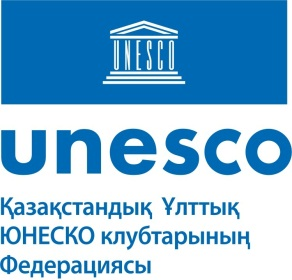 UNESCO
unesco
Қазақстандық Ұлттық
ЮНЕСКО клубтарының
Федерациясы